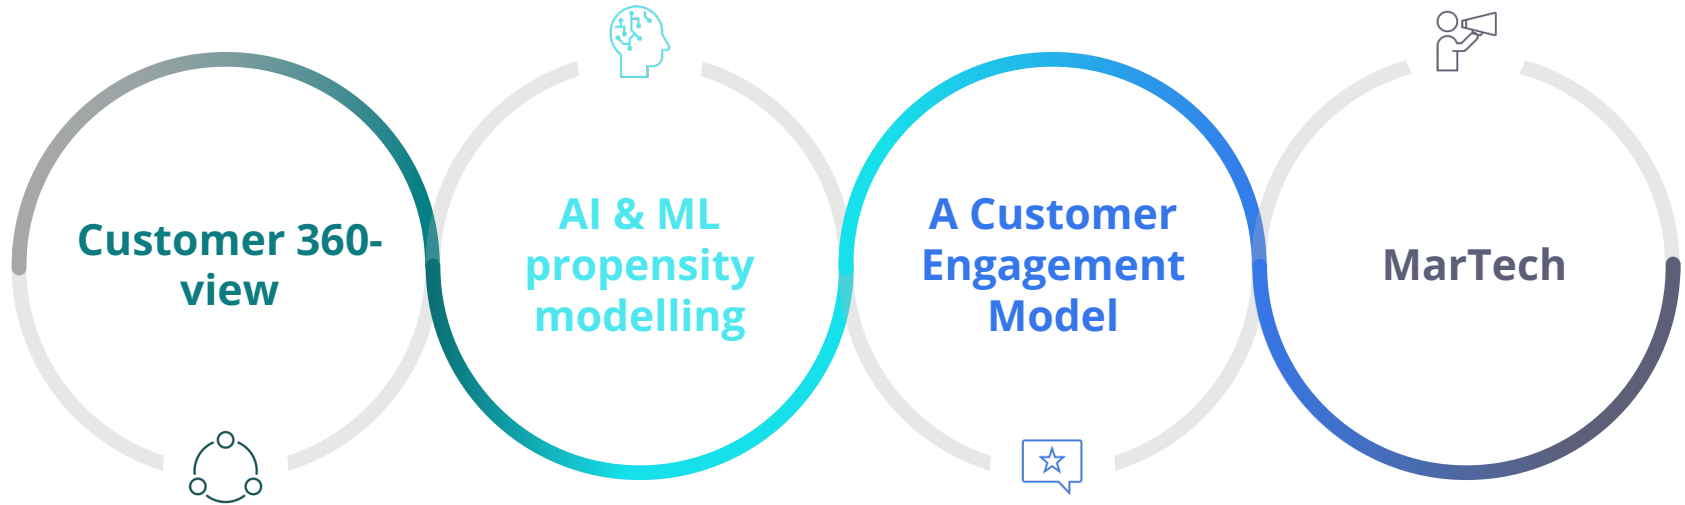 Customer 360-
view
AI & ML
propensity
modelling
A Customer
Engagement
Model
MarTech